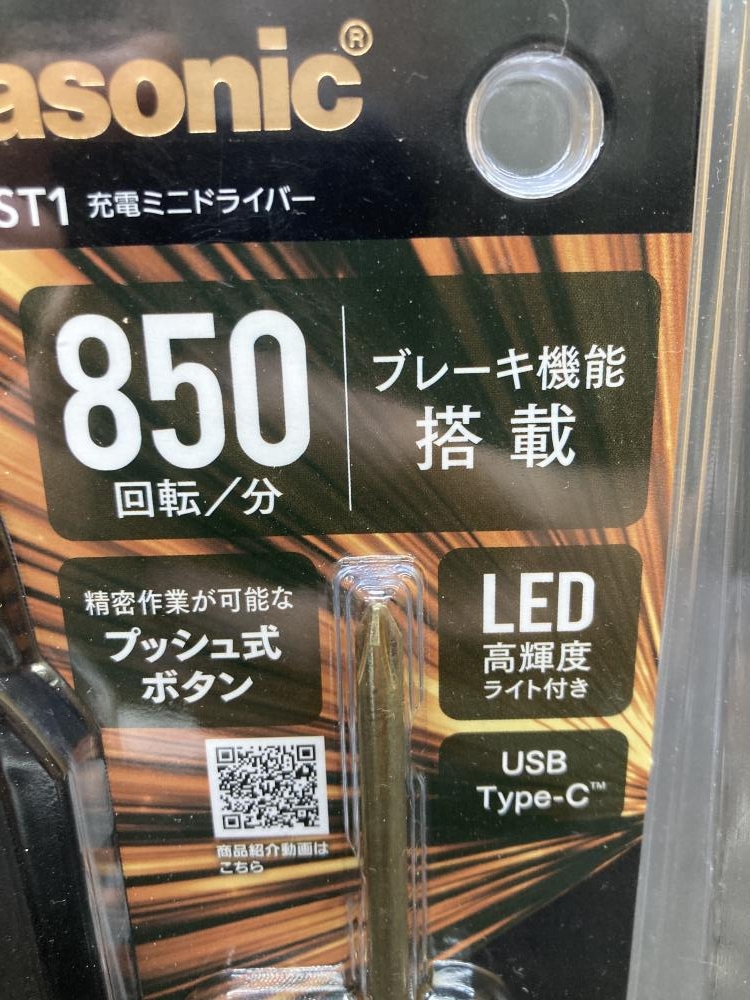 asonic®
ST1 充電ミニドライバー
850
回転/分
ブレーキ機能
搭載
精密作業が可能な
プッシュ式
ボタン
LED
高輝度
ライト付き
USB
Type-C™
商品紹介動画は
こちら